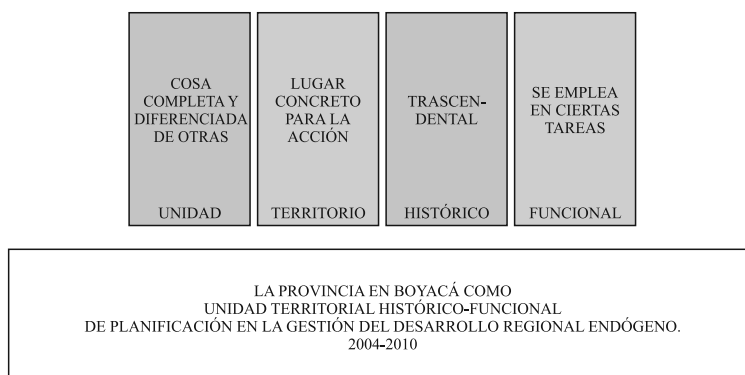 COSA
COMPLETA Y
DIFERENCIADA
DE OTRAS
UNIDAD
LUGAR
CONCRETO
PARA LA
ACCIÓN
TERRITORIO
TRASCEN-
DENTAL
HISTÓRICO
SE EMPLEA
EN CIERTAS
TAREAS
FUNCIONAL
LA PROVINCIA EN BOYACÁ COMO
UNIDAD TERRITORIAL HISTÓRICO-FUNCIONAL
DE PLANIFICACIÓN EN LA GESTIÓN DEL DESARROLLO REGIONAL ENDÓGENO.
2004-2010